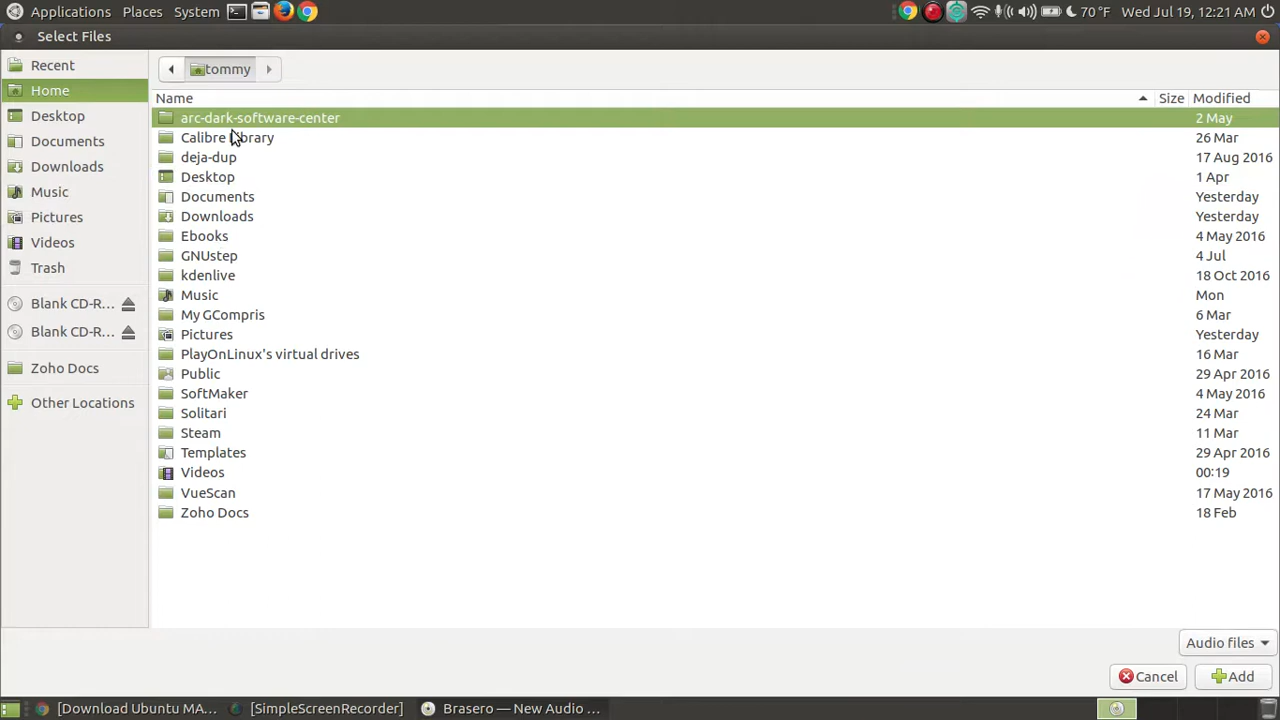 Applications Places System 70 °F Wed Jul 19, 12:21 AM
Select Files
Recent
Home
Desktop
Documents
Downloads
Music
Pictures
Videos
Trash
Blank CD-R...
Blank CD-R...
Zoho Docs
Other Locations
tommy
Name Size Modified
arc-dark-software-center 2 May
Calibre Library 26 Mar
deja-dup 17 Aug 2016
Desktop 1 Apr
Documents Yesterday
Downloads Yesterday
Ebooks 4 May 2016
GNUstep 4 Jul
kdenlive 18 Oct 2016
Music Mon
My GCompris 6 Mar
Pictures Yesterday
PlayOnLinux's virtual drives 16 Mar
Public 29 Apr 2016
SoftMaker 4 May 2016
Solitari 24 Mar
Steam 11 Mar
Templates 29 Apr 2016
Videos 00:19
VueScan 17 May 2016
Zoho Docs 18 Feb
Audio files
Cancel Add
[Download Ubuntu MA... [SimpleScreenRecorder] Brasero — New Audio ...